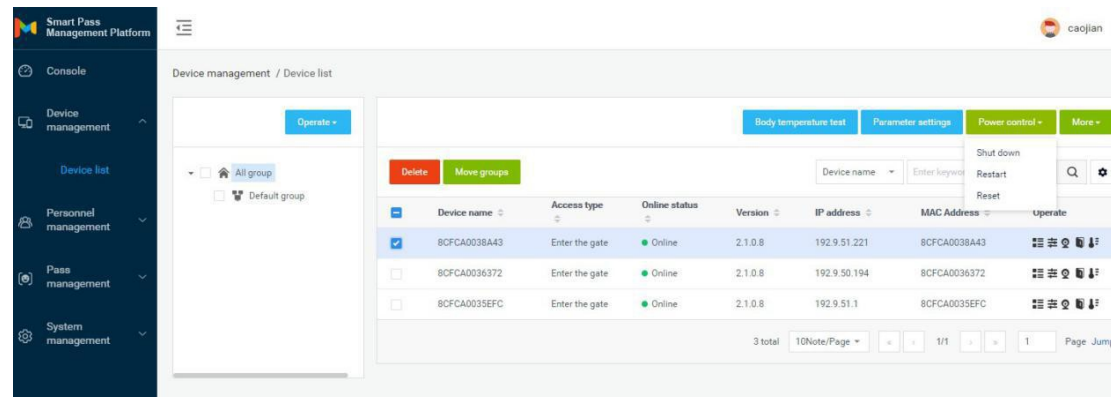 Smart Pass
Management Platform
caojian
Console
Device management / Device list
Device
management
Device list
Personnel
management
Pass
management
System
management
Operate
All group
Default group
Body temperature test
Parameter settings
Power control
More
Shut down
Restart
Reset
Delete
Move groups
Device name
Enter
Device name
Access type
Online status
Version
IP address
MAC Address
Operate
8CFCA0038A43 Enter the gate Online 2.1.0.8 192.9.51.221 8CFCA0038A43
8CFCA0036372 Enter the gate Online 2.1.0.8 192.9.50.194 8CFCA0036372
8CFCA0035EFC Enter the gate Online 2.1.0.8 192.9.51.1 8CFCA0035EFC
3 total 10Note/Page « ‹ 1/1 › » 1 Page Jump